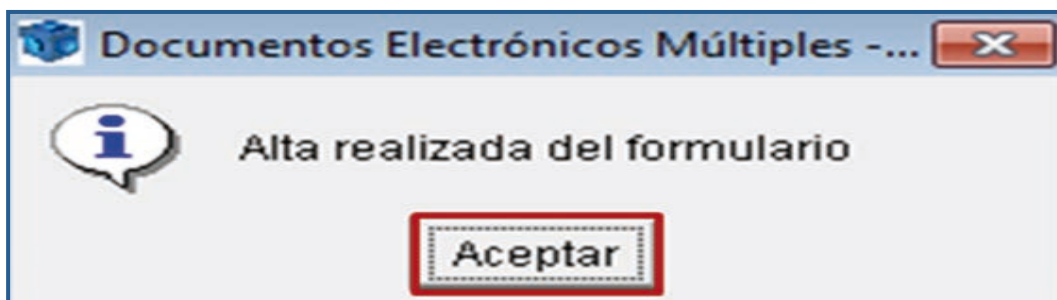 Documentos Electrónicos Múltiples -...
Alta realizada del formulario
Aceptar